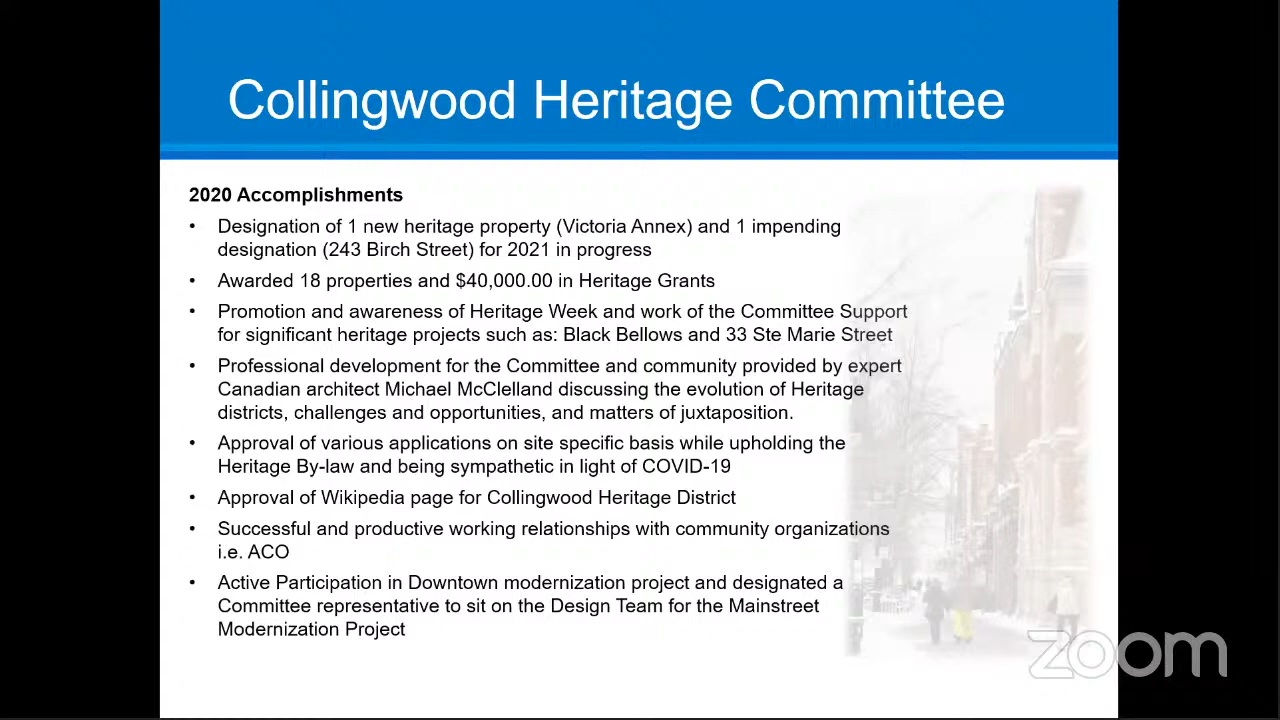 Collingwood Heritage Committee
2020 Accomplishments
• Designation of 1 new heritage property (Victoria Annex) and 1 impending
designation (243 Birch Street) for 2021 in progress
• Awarded 18 properties and $40,000.00 in Heritage Grants
• Promotion and awareness of Heritage Week and work of the Committee Support
for significant heritage projects such as: Black Bellows and 33 Ste Marie Street
• Professional development for the Committee and community provided by expert
Canadian architect Michael McClelland discussing the evolution of Heritage
districts, challenges and opportunities, and matters of juxtaposition.
• Approval of various applications on site specific basis while upholding the
Heritage By-law and being sympathetic in light of COVID-19
• Approval of Wikipedia page for Collingwood Heritage District
• Successful and productive working relationships with community organizations
i.e. ACO
• Active Participation in Downtown modernization project and designated a
Committee representative to sit on the Design Team for the Mainstreet
Modernization Project
zoom